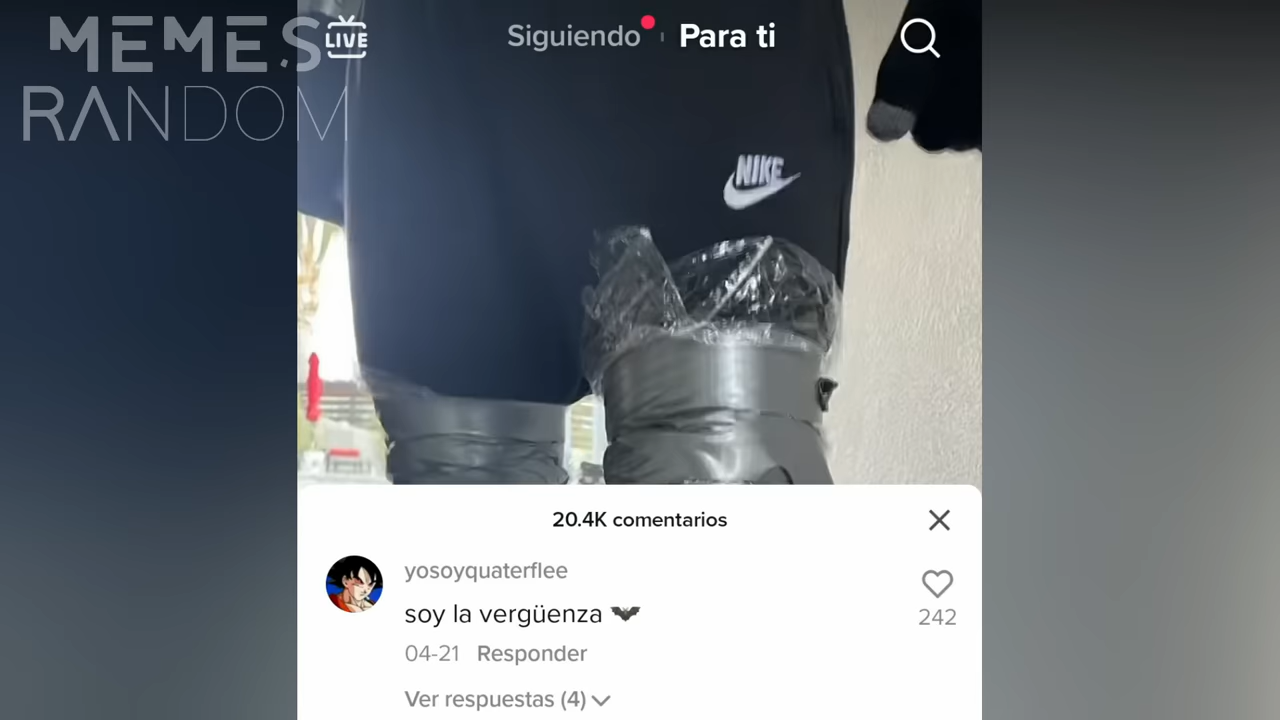 MEMES
RANDOM
LIVE
Siguiendo
Para ti
NIKE
20.4K comentarios
yosoyquaterflee
soy la vergüenza
242
04-21 Responder
Ver respuestas (4)